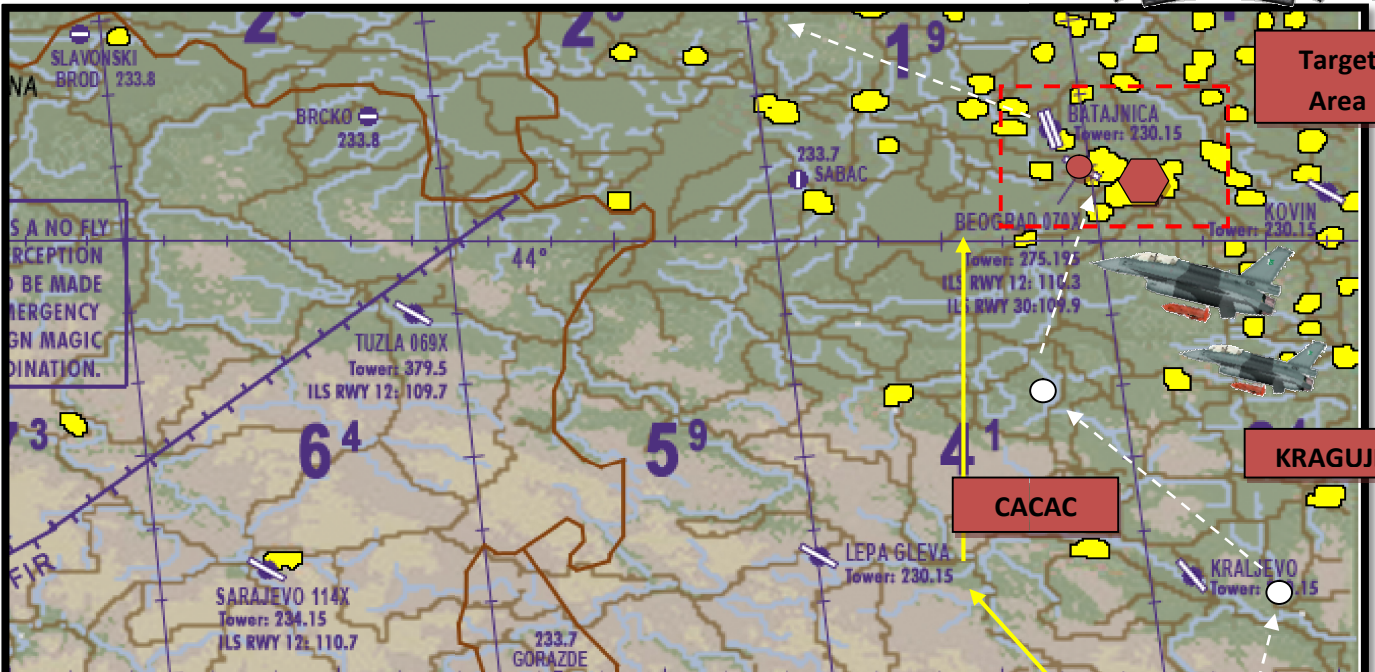 SLAVONSKI
BROD 233.8
NA
BRCKO
233.8
2
2
1 9
Target
Area
BATAJNICA
Tower: 230.15
233.7
SABAC
BEOGRAD 070X
Tower: 275.195
ILS RWY 12: 110.3
ILS RWY 30:109.9
KOVIN
Tower: 230.15
S A NO FLY
ERCEPTION
BE MADE
MERGENCY
GN MAGIC
DINATION.
44°
TUZLA 069X
Tower: 379.5
ILS RWY 12: 109.7
3
6 4
5 9
4 1
KRAGUJ
CACAC
LEPA GLEVA
Tower: 230.15
KRALJEVO
Tower: .15
FIR
SARAJEVO 114X
Tower: 234.15
ILS RWY 12: 110.7
233.7
GORAZDE